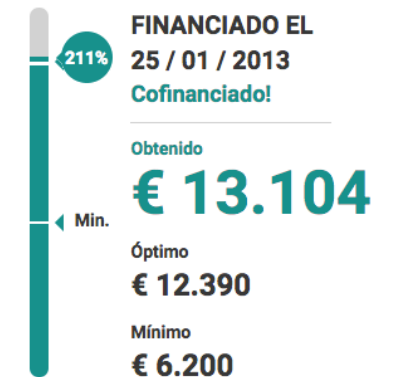 FINANCIADO EL
25 / 01 / 2013
Cofinanciado!
211%
Obtenido
€ 13.104
Min.
Óptimo
€ 12.390
Mínimo
€ 6.200